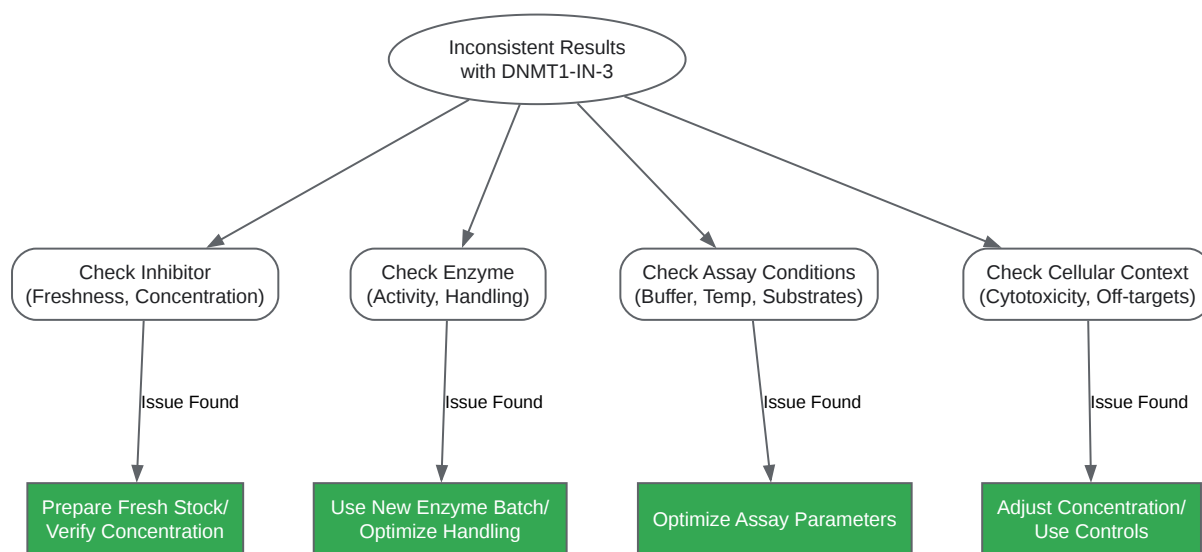 Inconsistent Results
with DNMT1-IN-3
Check Inhibitor
(Freshness, Concentration)
Check Enzyme
(Activity, Handling)
Check Assay Conditions
(Buffer, Temp, Substrates)
Check Cellular Context
(Cytotoxicity, Off-targets)
Issue Found
Issue Found
Issue Found
Issue Found
Prepare Fresh Stock/
Verify Concentration
Use New Enzyme Batch/
Optimize Handling
Optimize Assay Parameters
Adjust Concentration/
Use Controls